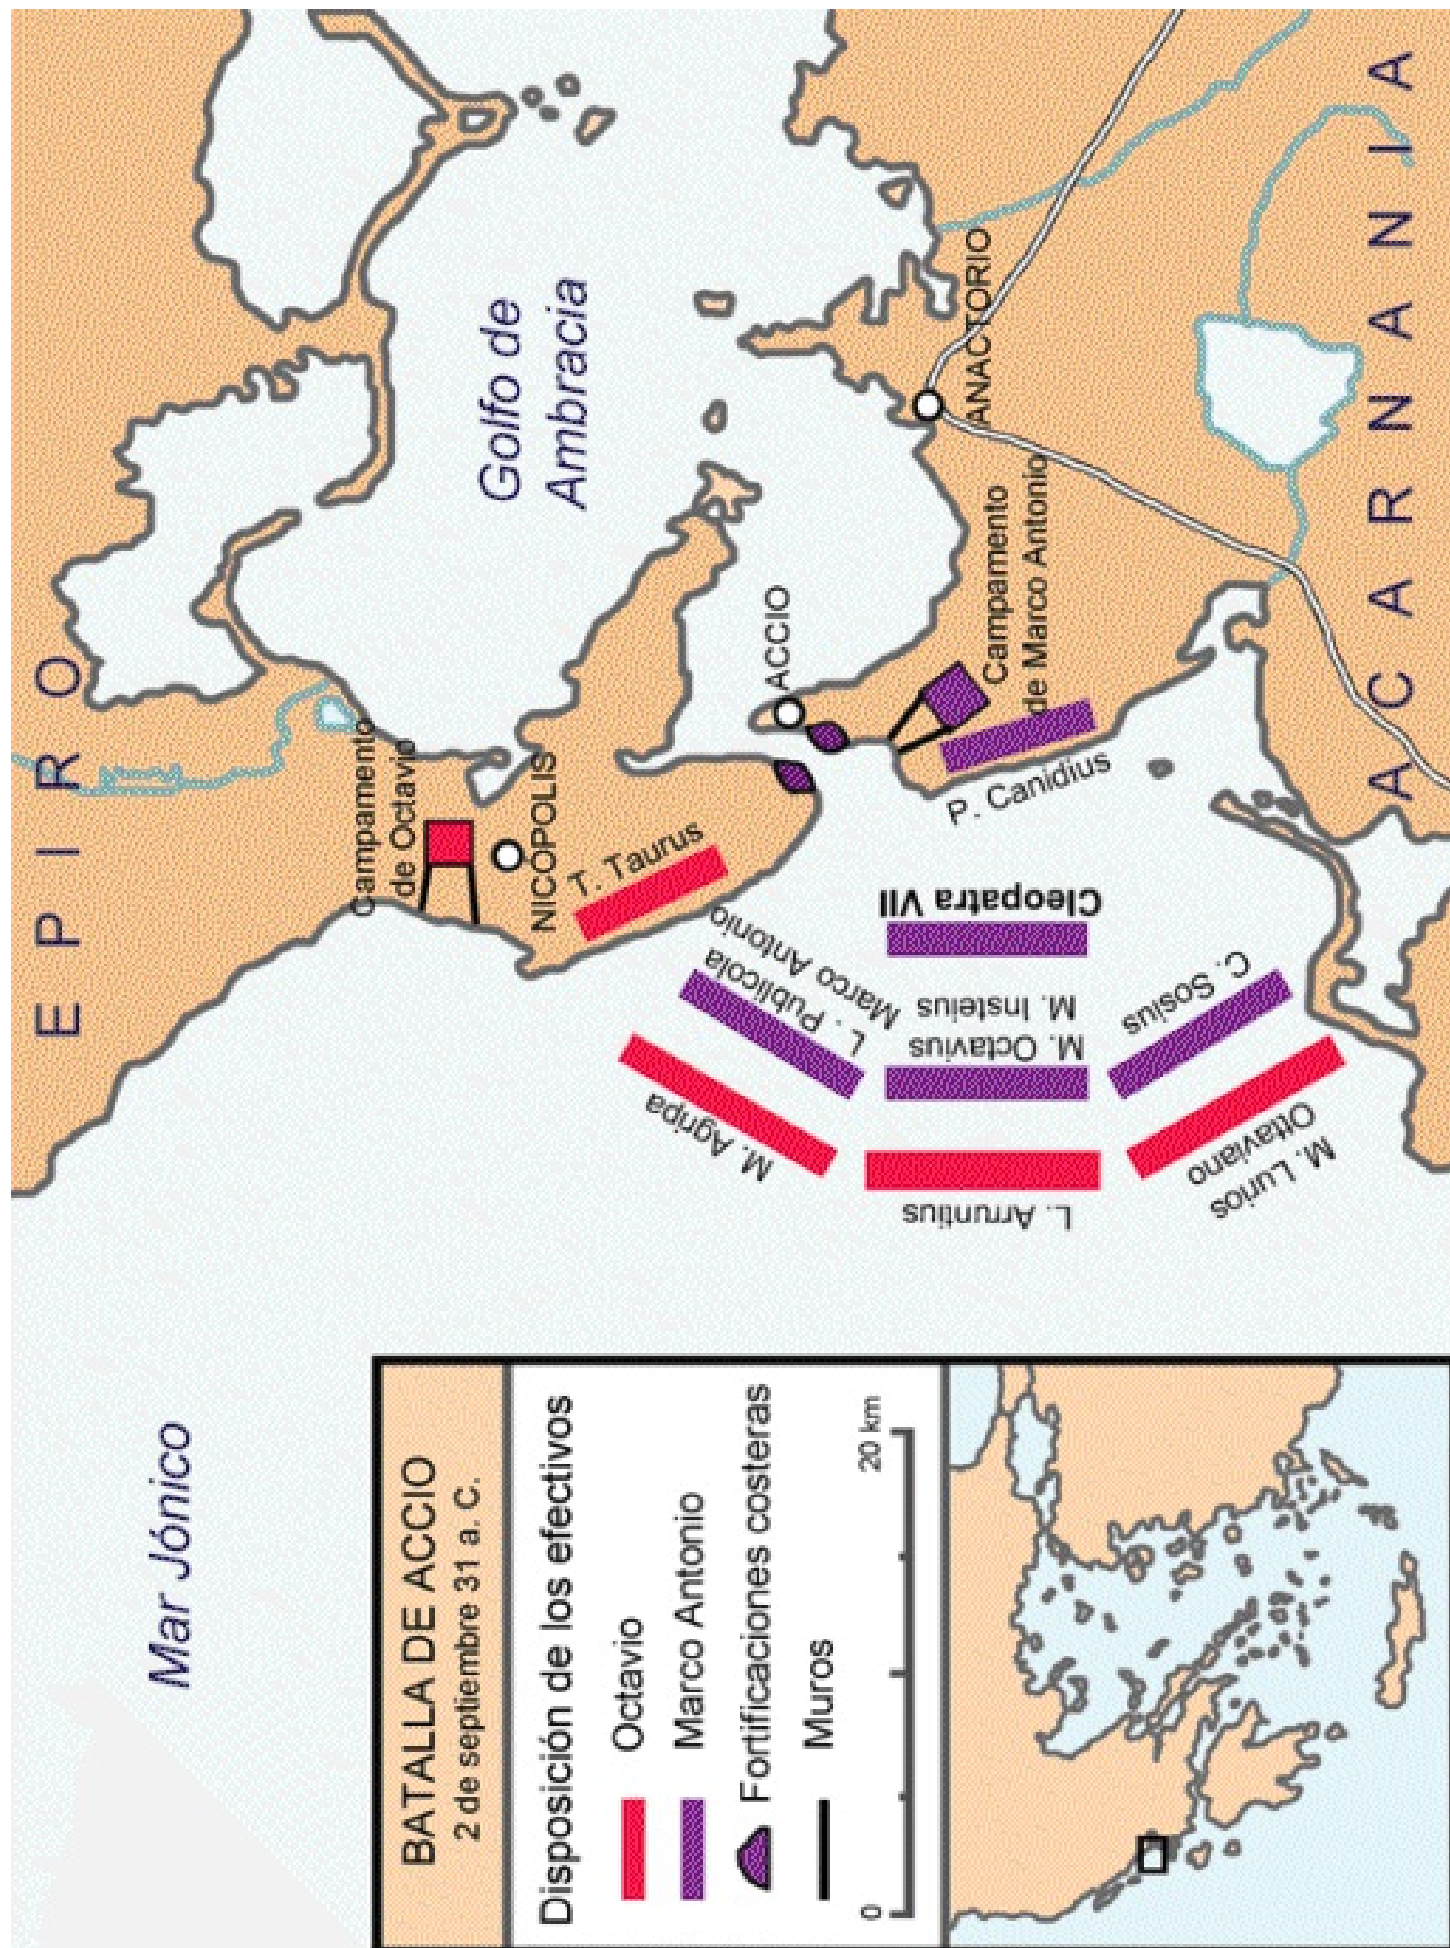 EPIRO
Golfo de
Ambracia
Campamento
de Octavio
NICOPOLIS
T. Taurus
ACCIO
ANACTORIO
Campamento
de Marco Antonio
P. Canidius
ACARNANIA
Cleopatra VII
Marco Antonio
L. Publicola
M. Insteius
M. Octavius
C. Sosius
M. Agripa
L. Arruntius
M. Lurios
Ottaviano
Mar Jónico
BATALLA DE ACCIO
2 de septiembre 31 a. C.
Disposición de los efectivos
Octavio
Marco Antonio
Fortificaciones costeras
Muros
0 20 km